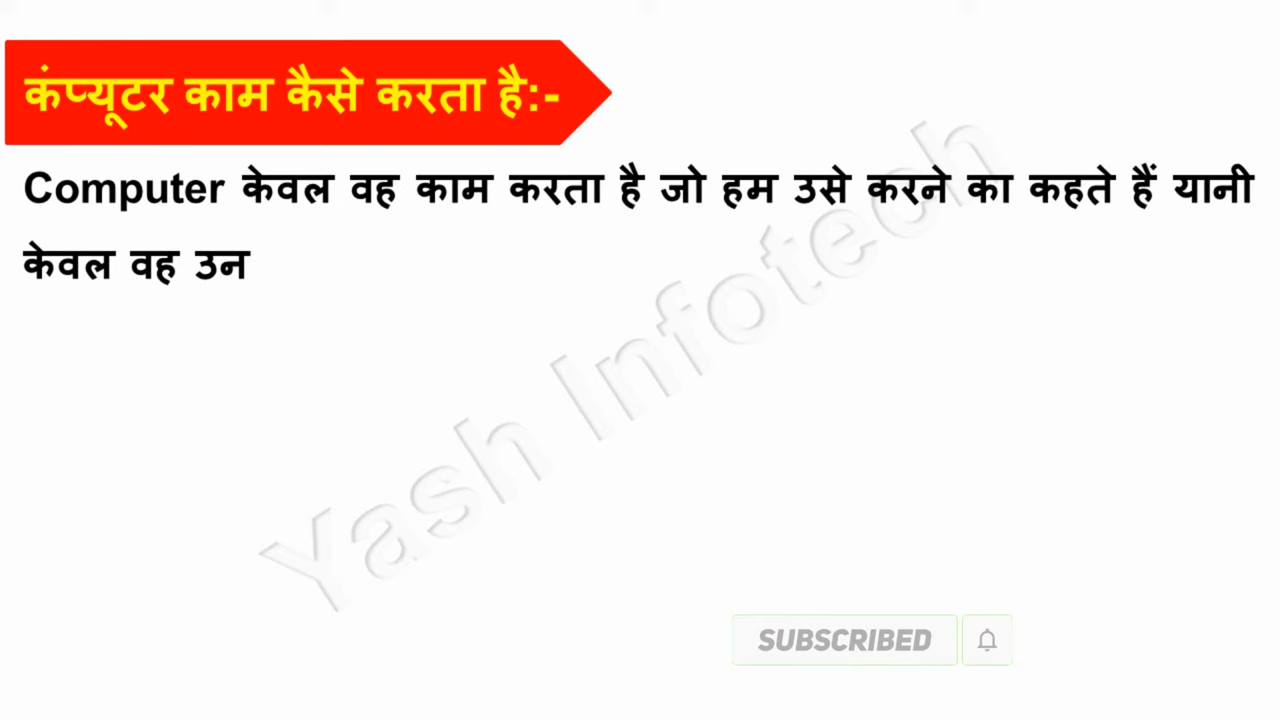 कंप्यूटर काम कैसे करता है:-
Computer केवल वह काम करता है जो हम उसे करने का कहते हैं यानी
केवल वह उन
Yash Infotech
SUBSCRIBED